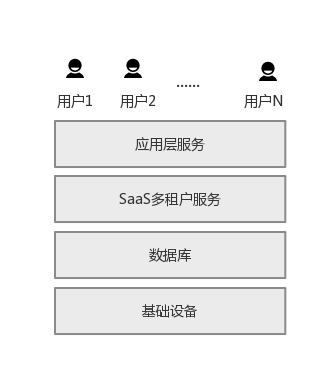 用户1 用户2 ...... 用户N
应用层服务
SaaS多租户服务
数据库
基础设备